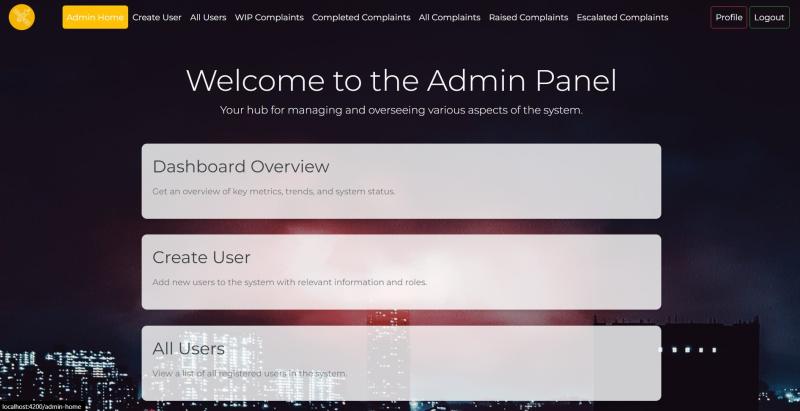 Admin Home Create User All Users WIP Complaints Completed Complaints All Complaints Raised Complaints Escalated Complaints Profile Logout
Welcome to the Admin Panel
Your hub for managing and overseeing various aspects of the system.
Dashboard Overview
Get an overview of key metrics, trends, and system status.
Create User
Add new users to the system with relevant information and roles.
All Users
View a list of all registered users in the system.
localhost:4200/admin-home